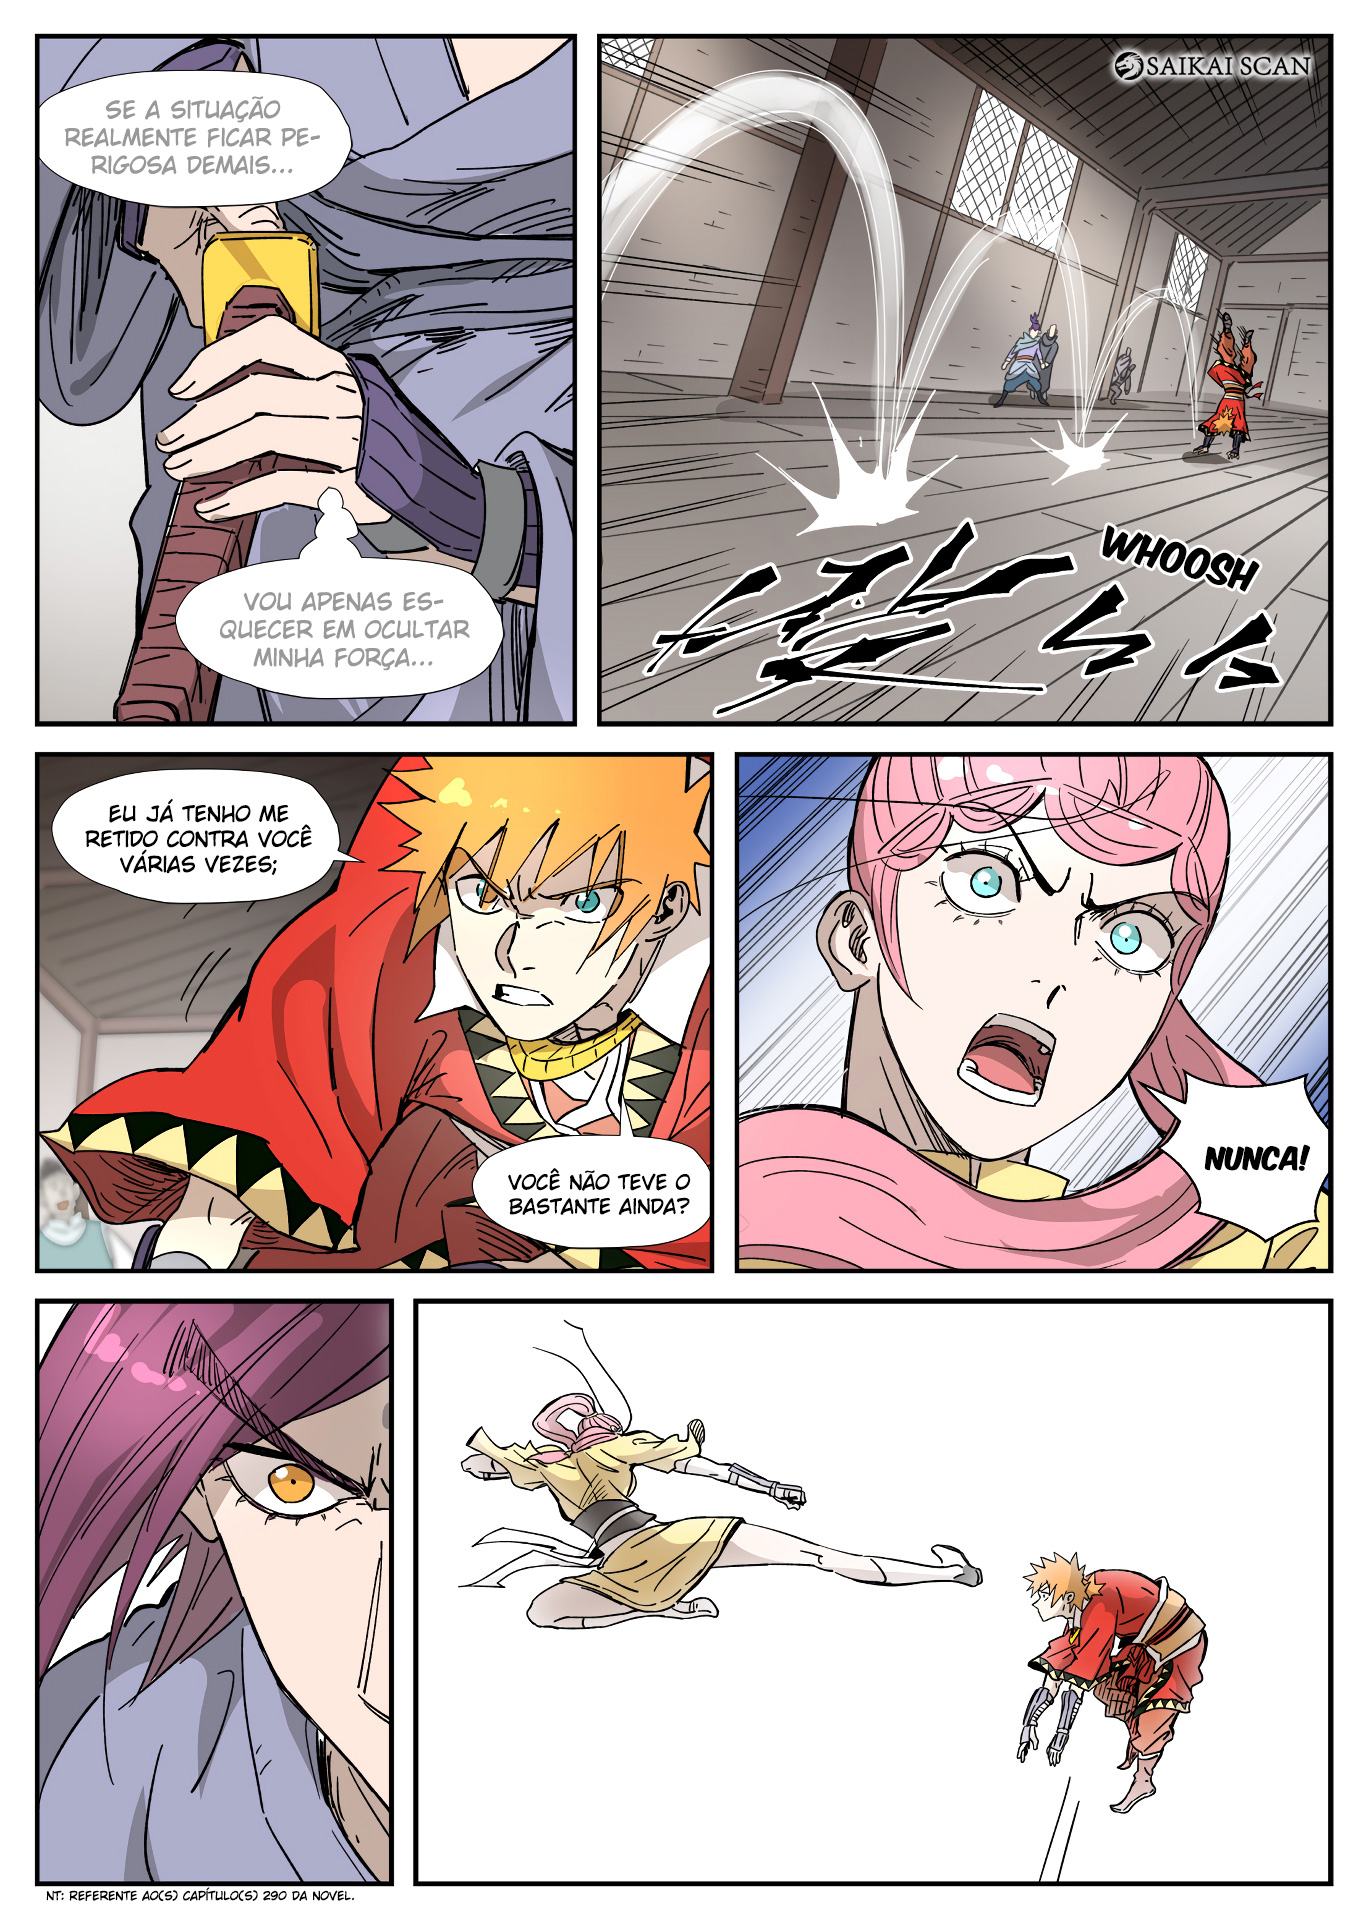 SE A SITUAÇÃO
REALMENTE FICAR PE-
RIGOSA DEMAIS...
VOU APENAS ES-
QUECER EM OCULTAR
MINHA FORÇA...
SAIKAI SCAN
WHOOSH
EU JÁ TENHO ME
RETIDO CONTRA VOCÊ
VÁRIAS VEZES;
VOCÊ NÃO TEVE O
BASTANTE AINDA?
NUNCA!
NT: REFERENTE AO(S) CAPÍTULO(S) 290 DA NOVEL.